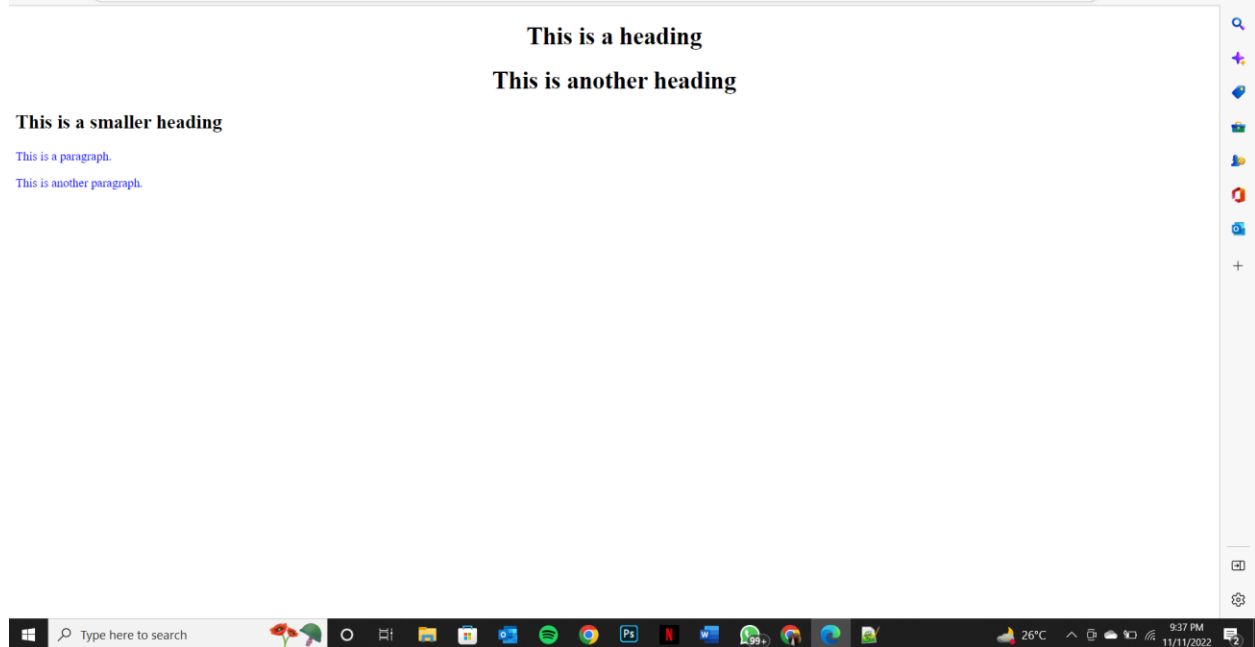 This is a heading
This is another heading
This is a smaller heading
This is a paragraph.
This is another paragraph.
Type here to search
Ps
N
W
99+
26°C
9:37 PM
11/11/2022
2